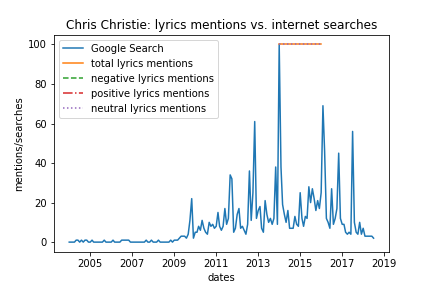 Chris Christie: lyrics mentions vs. internet searches
100
80
60
40
20
0
mentions/searches
Google Search
total lyrics mentions
negative lyrics mentions
positive lyrics mentions
neutral lyrics mentions
2005 2007 2009 2011 2013 2015 2017 2019
dates